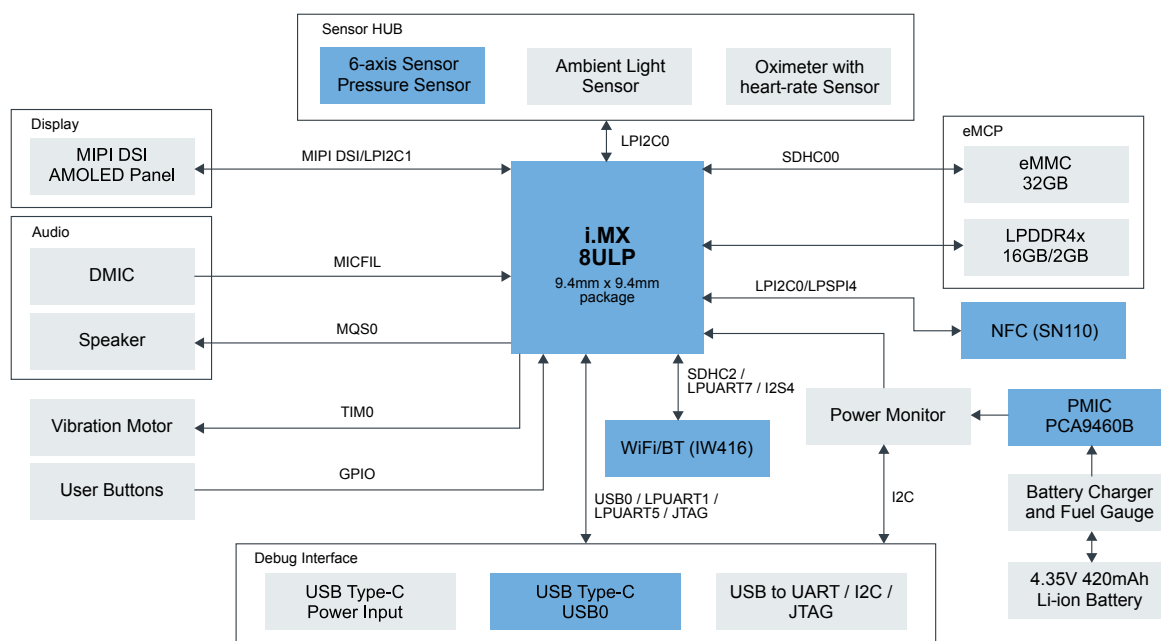 Sensor HUB
6-axis Sensor
Pressure Sensor
Ambient Light
Sensor
Oximeter with
heart-rate Sensor
LPI2C0
Display
MIPI DSI
AMOLED Panel
MIPI DSI/LPI2C1
Audio
DMIC
MICFIL
Speaker
MQS0
i.MX
8ULP
9.4mm x 9.4mm
package
SDHC00
eMCP
eMMC
32GB
LPDDR4x
16GB/2GB
LPI2C0/LPSPI4
NFC (SN110)
Vibration Motor
TIM0
User Buttons
GPIO
SDHC2 /
LPUART7 / I2S4
WiFi/BT (IW416)
Power Monitor
PMIC
PCA9460B
USB0 / LPUART1 /
LPUART5 / JTAG
I2C
Battery Charger
and Fuel Gauge
4.35V 420mAh
Li-ion Battery
Debug Interface
USB Type-C
Power Input
USB Type-C
USB0
USB to UART / I2C /
JTAG